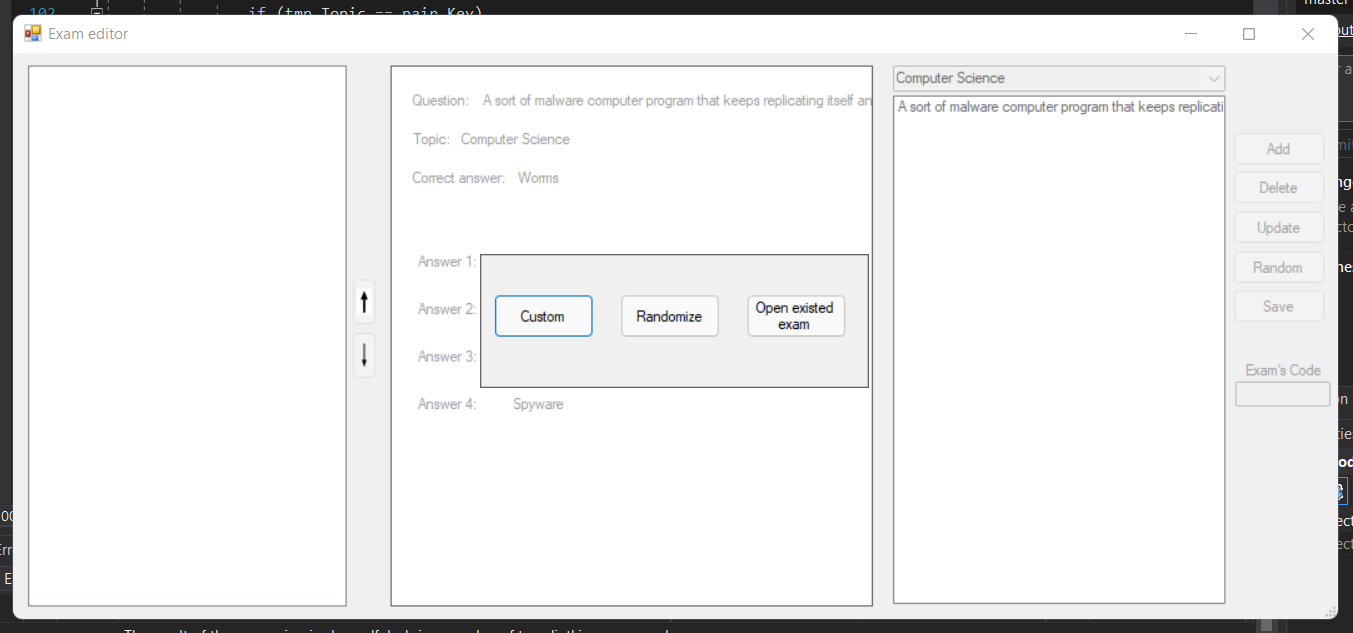 102
if (tmp.Topic == pair.Key)
master
Exam editor
Question: A sort of malware computer program that keeps replicating itself an
Topic: Computer Science
Correct answer: Worms
Answer 1:
Answer 2:
Answer 3:
Answer 4: Spyware
Custom
Randomize
Open existed
exam
Computer Science
A sort of malware computer program that keeps replicati
Add
Delete
Update
Random
Save
Exam's Code